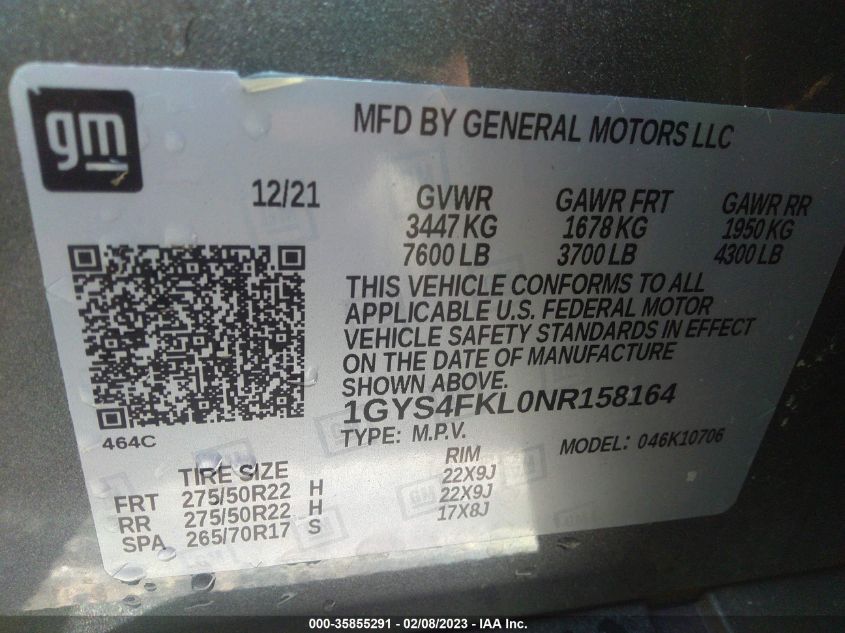 gm
MFD BY GENERAL MOTORS LLC
12/21 GVWR GAWR FRT GAWR RR
3447 KG 1678 KG 1950 KG
7600 LB 3700 LB 4300 LB
THIS VEHICLE CONFORMS TO ALL
APPLICABLE U.S. FEDERAL MOTOR
VEHICLE SAFETY STANDARDS IN EFFECT
ON THE DATE OF MANUFACTURE
SHOWN ABOVE.
1GYS4FKL0NR158164
464C
TYPE: M.P.V. MODEL: 046K10706
TIRE SIZE RIM
FRT 275/50R22 H 22X9J
RR 275/50R22 H 22X9J
SPA 265/70R17 S 17X8J
000-35855291 - 02/08/2023 - © IAA Inc.